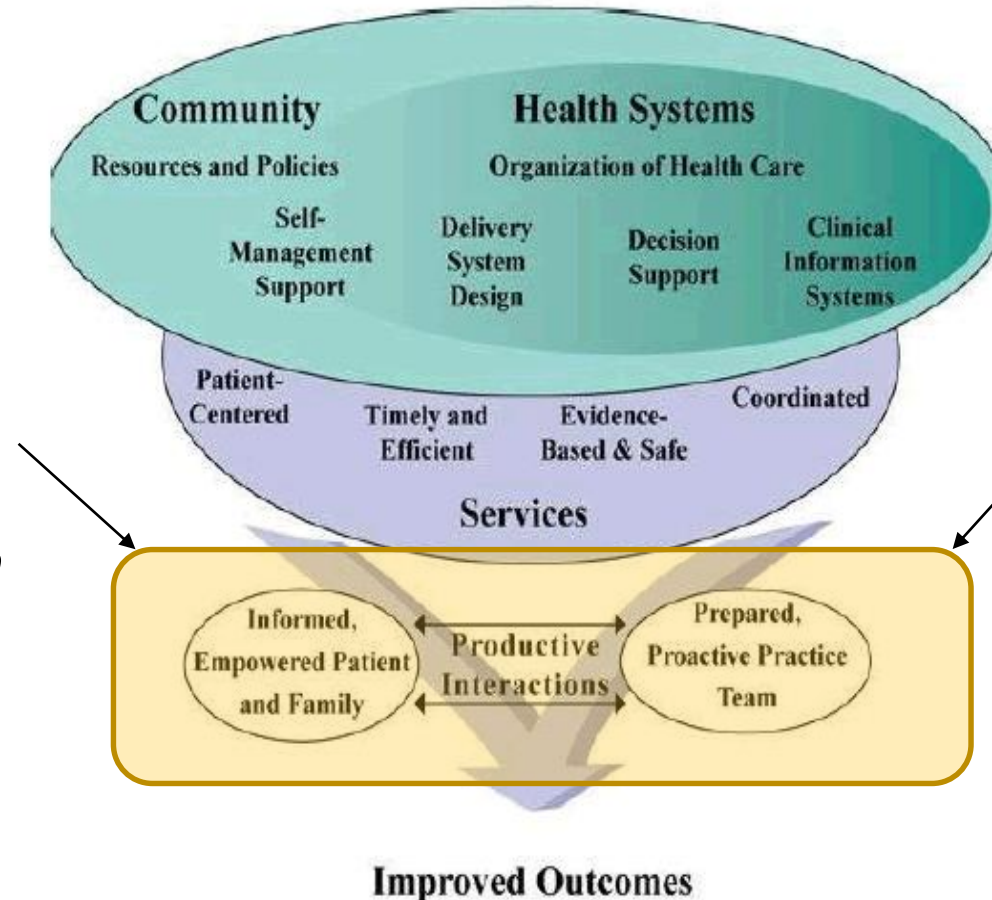 Community
Resources and Policies
Health Systems
Organization of Health Care
Self-
Management
Support
Delivery
System
Design
Decision
Support
Clinical
Information
Systems
Patient-
Centered
Timely and
Efficient
Evidence-
Based & Safe
Coordinated
Services
Informed,
Empowered Patient
and Family
Productive
Interactions
Prepared,
Proactive Practice
Team
Improved Outcomes